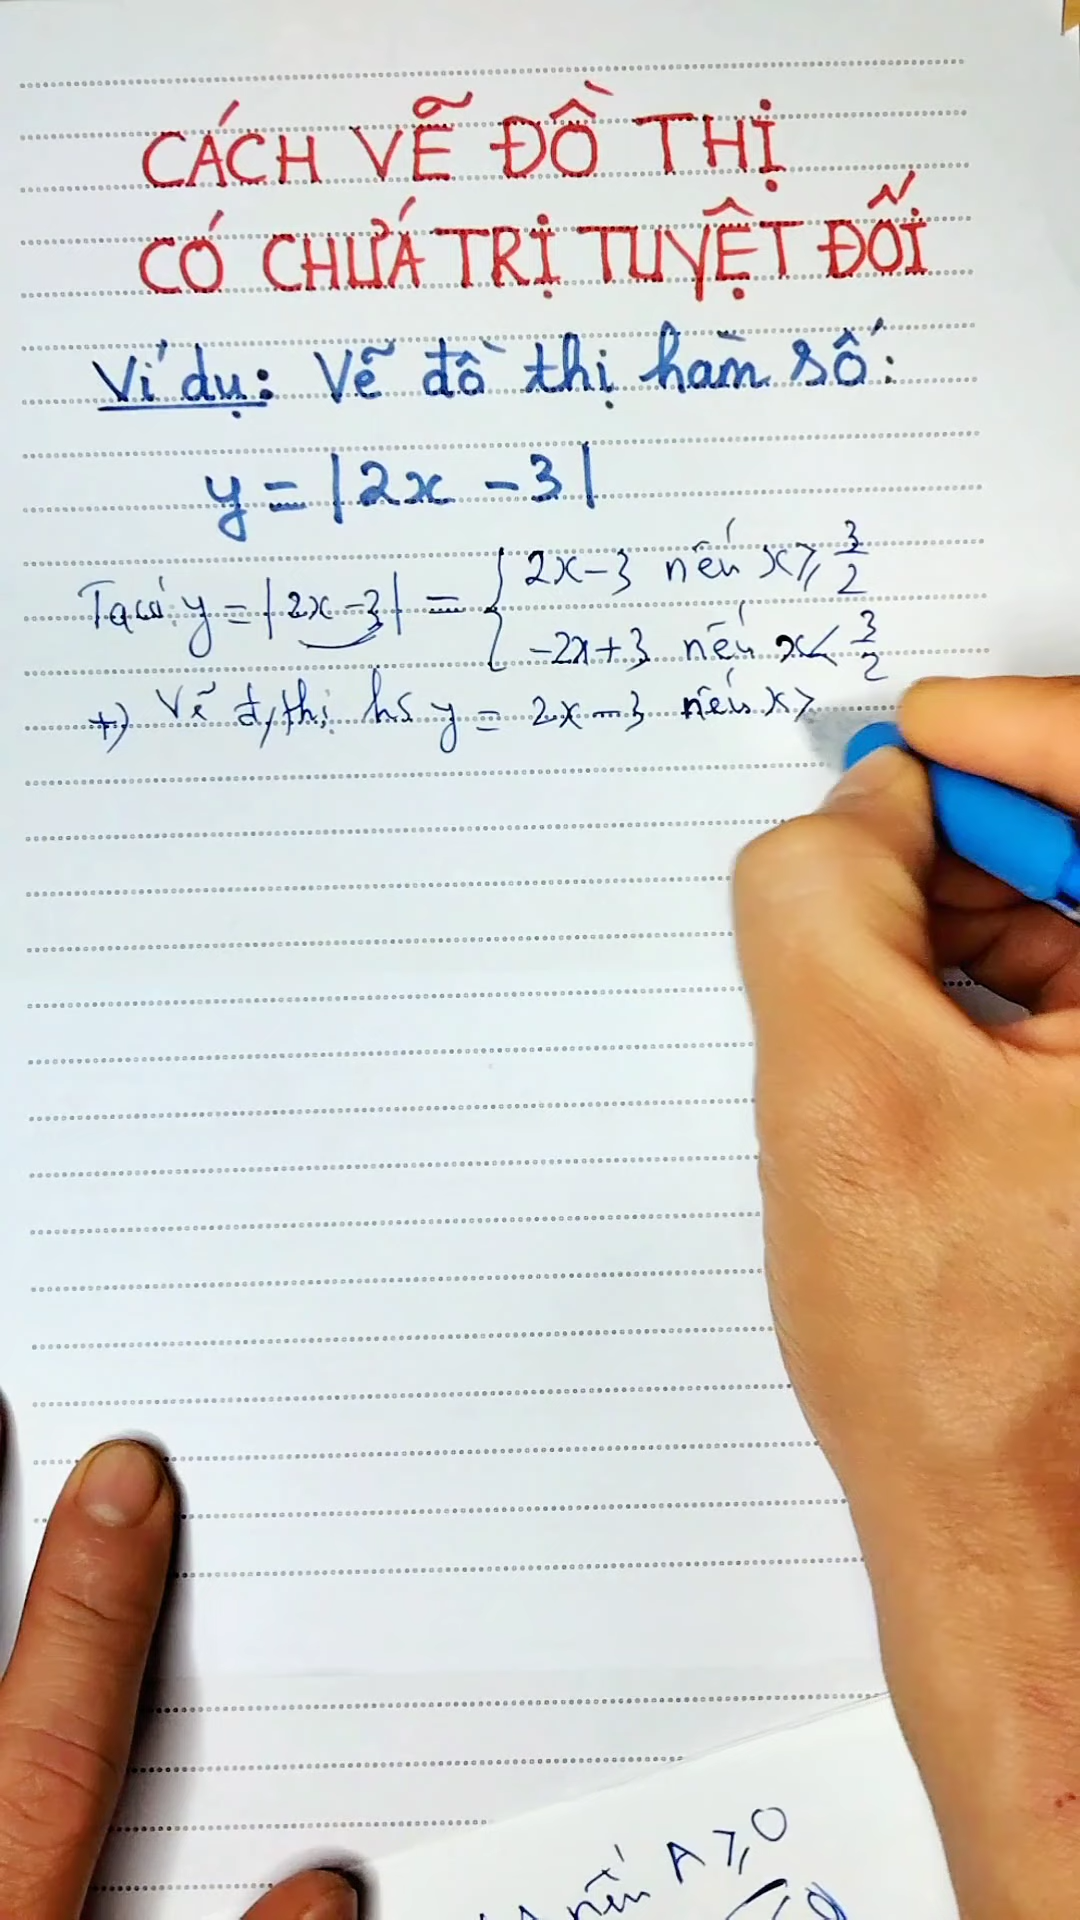 CÁCH VẼ ĐỒ THỊ
CÓ CHỨA TRỊ TUYỆT ĐỐI
Ví dụ: Vẽ đồ thị hàm số:
y = |2x - 3|
Ta có: y = |2x - 3| = { 2x - 3 nếu x ⩾ 3/2
-2x + 3 nếu x < 3/2
+) Vẽ đ/thị hs y = 2x - 3 nếu x >
nếu A ⩾ 0